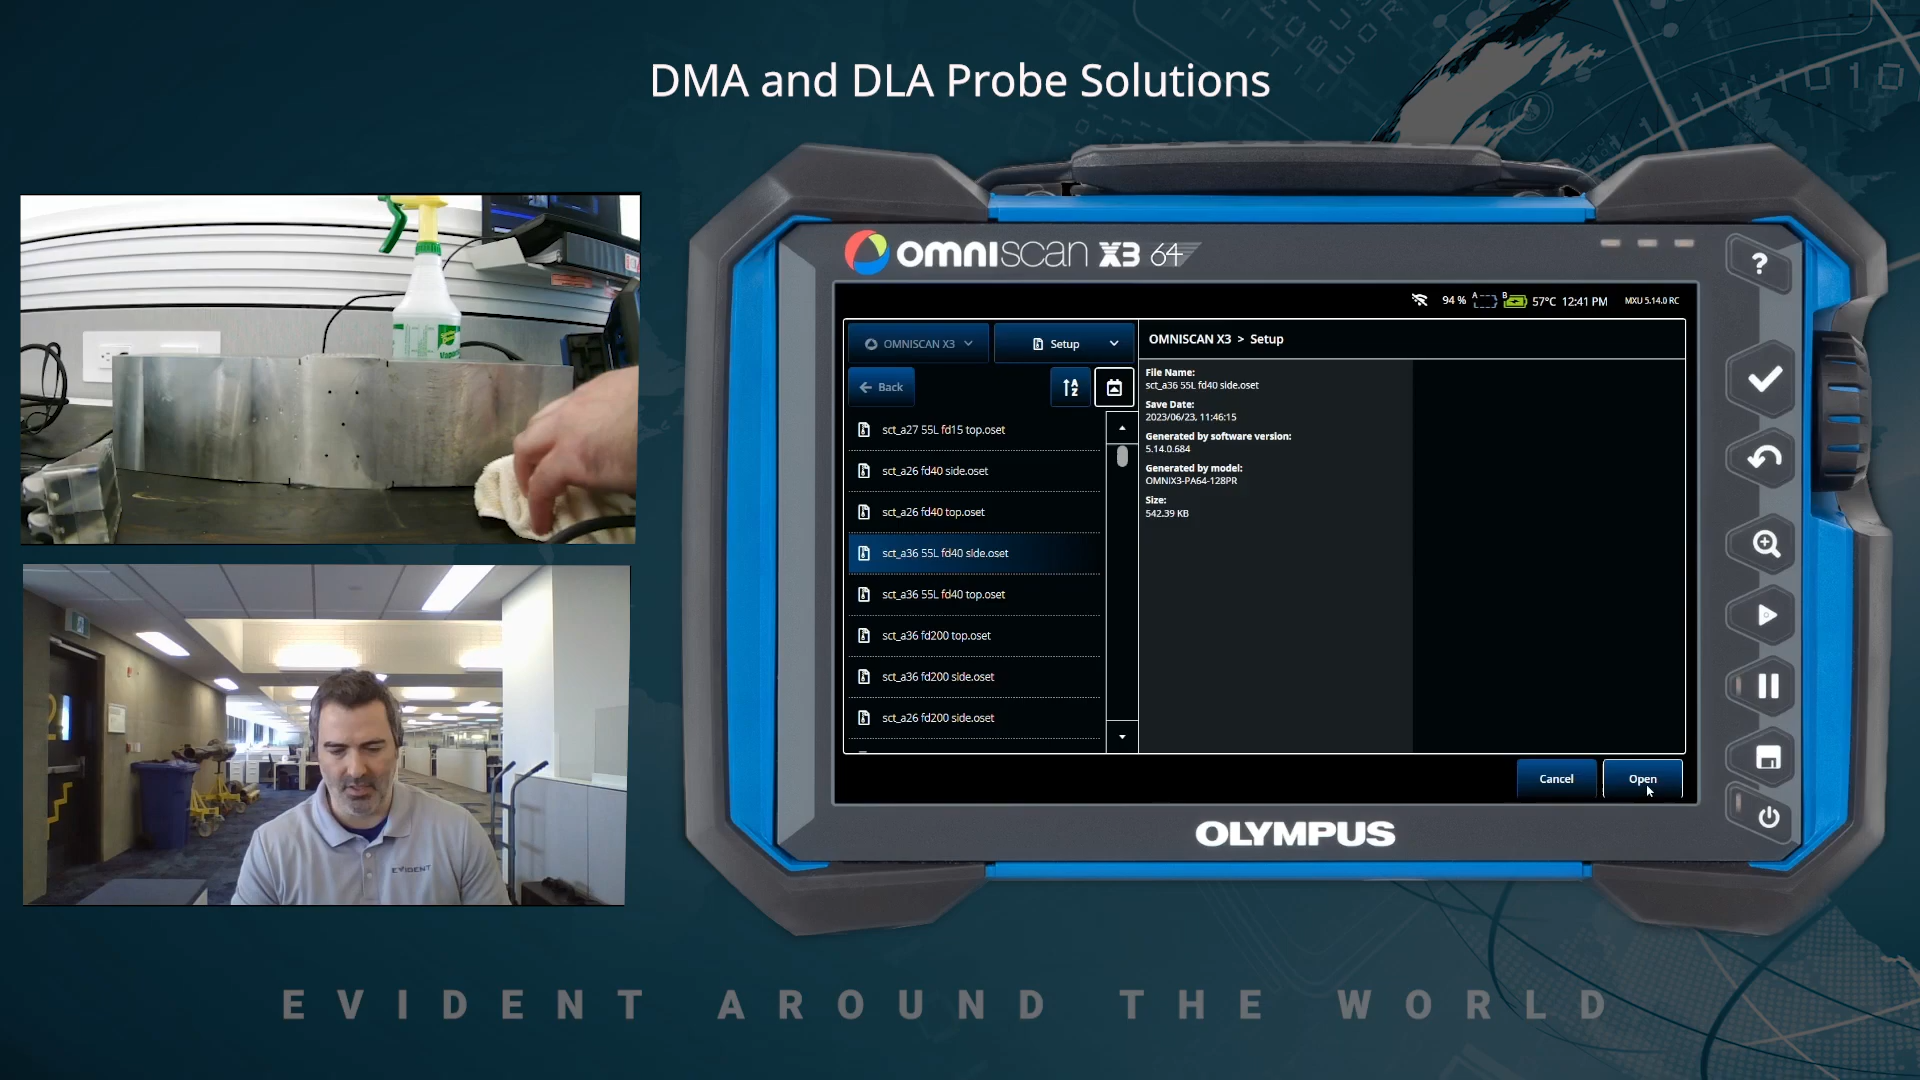 DMA and DLA Probe Solutions
OMNISCAN X3 64
94 % A B 57°C 12:41 PM MXU 5.14.0 RC
OMNISCAN X3
Setup
OMNISCAN X3 > Setup
Back
File Name:
sct_a36 55L fd40 side.oset
Save Date:
2023/06/23, 11:46:15
Generated by software version:
5.14.0.684
Generated by model:
OMNIX3-PA64-128PR
Size:
542.39 KB
sct_a27 55L fd15 top.oset
sct_a26 fd40 side.oset
sct_a26 fd40 top.oset
sct_a36 55L fd40 side.oset
sct_a36 55L fd40 top.oset
sct_a36 fd200 top.oset
sct_a36 fd200 side.oset
sct_a26 fd200 side.oset
Cancel
Open
OLYMPUS
EVIDENT
EVIDENT AROUND THE WORLD